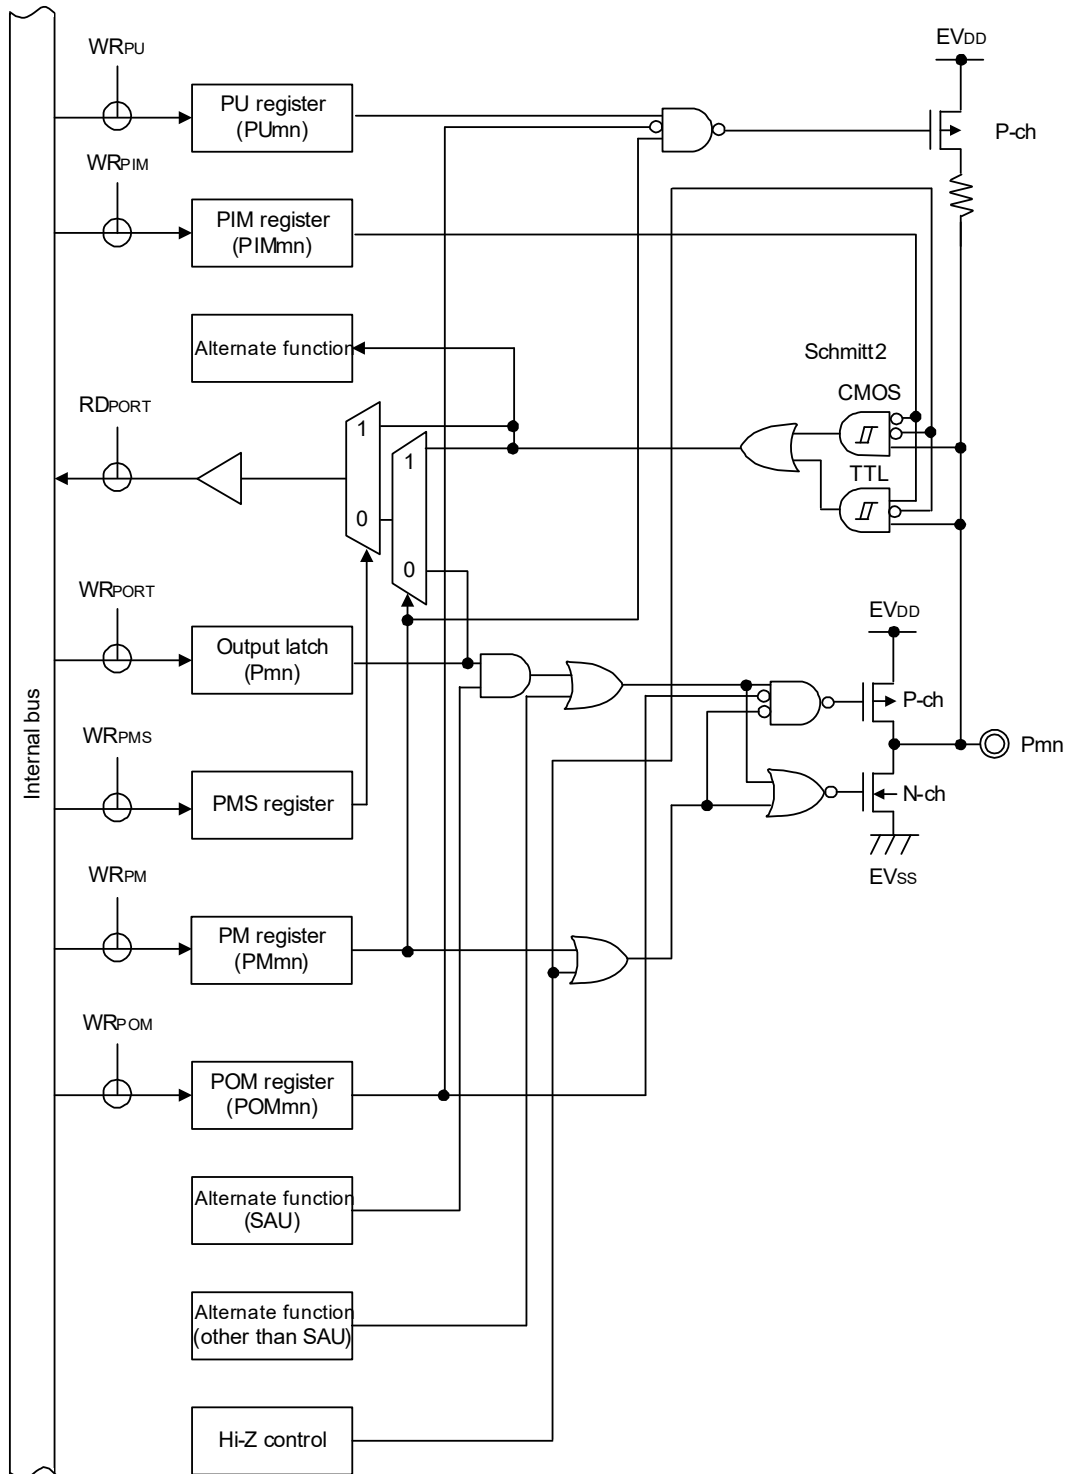 WRPU
EVDD
PU register
(PUmn)
P-ch
WRPIM
PIM register
(PIMmn)
Alternate function
Schmitt2
CMOS
RDPORT
1
1
TTL
0
0
WRPORT
EVDD
Output latch
(Pmn)
P-ch
Internal bus
WRPMS
Pmn
PMS register
N-ch
WRPM
EVSS
PM register
(PMmn)
WRPOM
POM register
(POMmn)
Alternate function
(SAU)
Alternate function
(other than SAU)
Hi-Z control